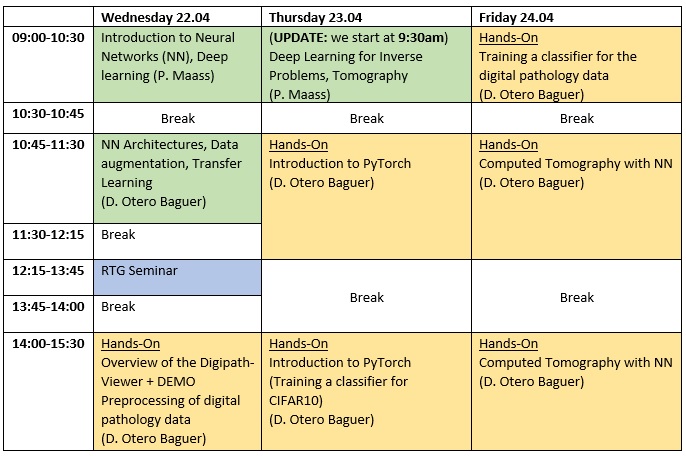 Wednesday 22.04
Thursday 23.04
Friday 24.04
09:00-10:30
Introduction to Neural
Networks (NN), Deep
learning (P. Maass)
(UPDATE: we start at 9:30am)
Deep Learning for Inverse
Problems, Tomography
(P. Maass)
Hands-On
Training a classifier for the
digital pathology data
(D. Otero Baguer)
10:30-10:45
Break
Break
Break
10:45-11:30
NN Architectures, Data
augmentation, Transfer
Learning
(D. Otero Baguer)
Hands-On
Introduction to PyTorch
(D. Otero Baguer)
Hands-On
Computed Tomography with NN
(D. Otero Baguer)
11:30-12:15
Break
12:15-13:45
RTG Seminar
Break
Break
13:45-14:00
Break
14:00-15:30
Hands-On
Overview of the Digipath-
Viewer + DEMO
Preprocessing of digital
pathology data
(D. Otero Baguer)
Hands-On
Introduction to PyTorch
(Training a classifier for
CIFAR10)
(D. Otero Baguer)
Hands-On
Computed Tomography with NN
(D. Otero Baguer)